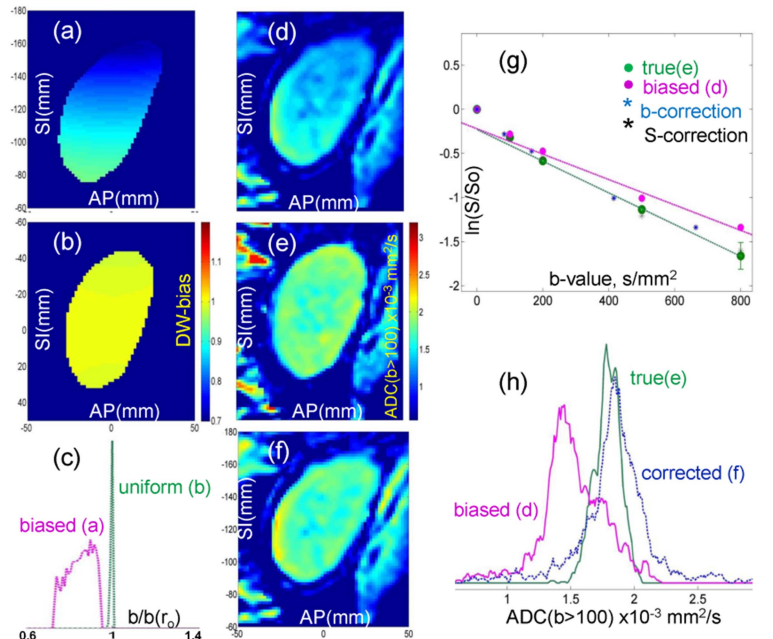 (a)
-180
-160
-140
-120
-100
-80
-60
SI(mm)
AP(mm)
-50
0
50
(b)
-60
-40
-20
0
20
40
SI(mm)
AP(mm)
-50
50
DW-bias
1.1
1
0.9
0.8
0.7
(c)
uniform (b)
biased (a)
b/b(r₀)
0.6
1
1.4
(d)
SI(mm)
AP(mm)
(e)
SI(mm)
AP(mm)
ADC(b>100) x10⁻³ mm²/s
3
2.5
2
1.5
1
(f)
180
-160
-140
-120
-100
-80
-60
SI(mm)
AP(mm)
-50
0
50
(g)
true(e)
biased (d)
* b-correction
* S-correction
0.5
0
-0.5
-1
-1.5
-2
ln(S/So)
0
200
400
600
800
b-value, s/mm²
(h)
true(e)
corrected (f)
biased (d)
1
1.5
2
2.5
ADC(b>100) x10⁻³ mm²/s